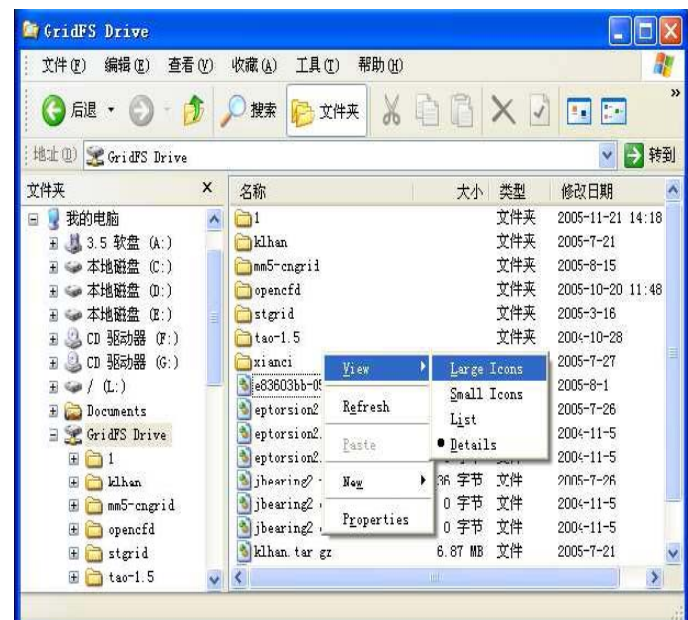 GridFS Drive
文件(F) 编辑(E) 查看(V) 收藏(A) 工具(T) 帮助(H)
后退 搜索 文件夹 »
地址(D) GridFS Drive 转到
文件夹 X 名称 大小 类型 修改日期
我的电脑
3.5 软盘 (A:)
本地磁盘 (C:)
本地磁盘 (D:)
本地磁盘 (E:)
CD 驱动器 (F:)
CD 驱动器 (G:)
/ (L:)
Documents
GridFS Drive
1
klhan
mm5-cngrid
opencfd
stgrid
tao-1.5
1 文件夹 2005-11-21 14:18
klhan 文件夹 2005-7-21
mm5-cngrid 文件夹 2005-8-15
opencfd 文件夹 2005-10-20 11:48
stgrid 文件夹 2005-3-16
tao-1.5 文件夹 2004-10-28
xianci 2005-7-27
e83603bb-05 2005-8-1
eptorsion2 2005-7-26
eptorsion2. 2004-11-5
eptorsion2. 2004-11-5
jbearing2 36 字节 文件 2005-7-26
jbearing2 0 字节 文件 2004-11-5
jbearing2 0 字节 文件 2004-11-5
klhan.tar gz 6.87 MB 文件 2005-7-21
View
Refresh
Paste
New
Properties
Large Icons
Small Icons
List
Details